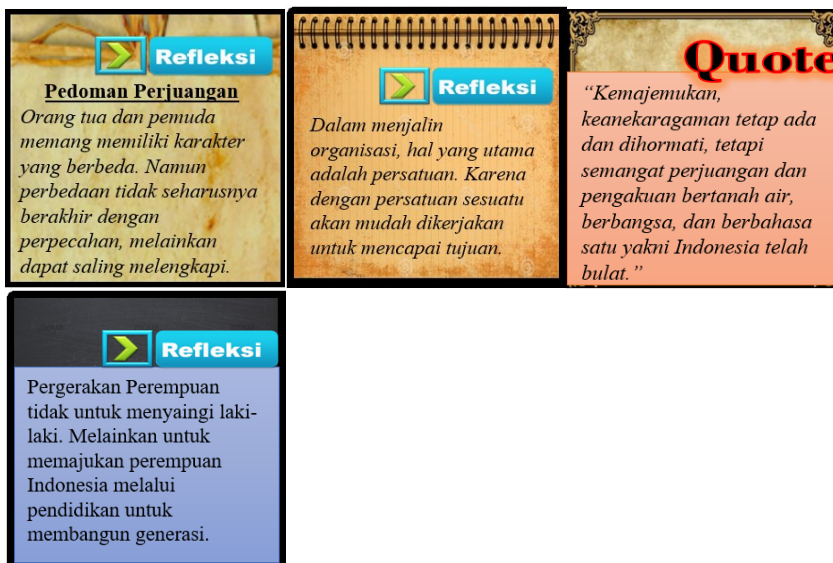 Refleksi
Pedoman Perjuangan
Orang tua dan pemuda
memang memiliki karakter
yang berbeda. Namun
perbedaan tidak seharusnya
berakhir dengan
perpecahan, melainkan
dapat saling melengkapi.
Refleksi
Dalam menjalin
organisasi, hal yang utama
adalah persatuan. Karena
dengan persatuan sesuatu
akan mudah dikerjakan
untuk mencapai tujuan.
Quote
“Kemajemukan,
keanekaragaman tetap ada
dan dihormati, tetapi
semangat perjuangan dan
pengakuan bertanah air,
berbangsa, dan berbahasa
satu yakni Indonesia telah
bulat.”
Refleksi
Pergerakan Perempuan
tidak untuk menyaingi laki-
laki. Melainkan untuk
memajukan perempuan
Indonesia melalui
pendidikan untuk
membangun generasi.